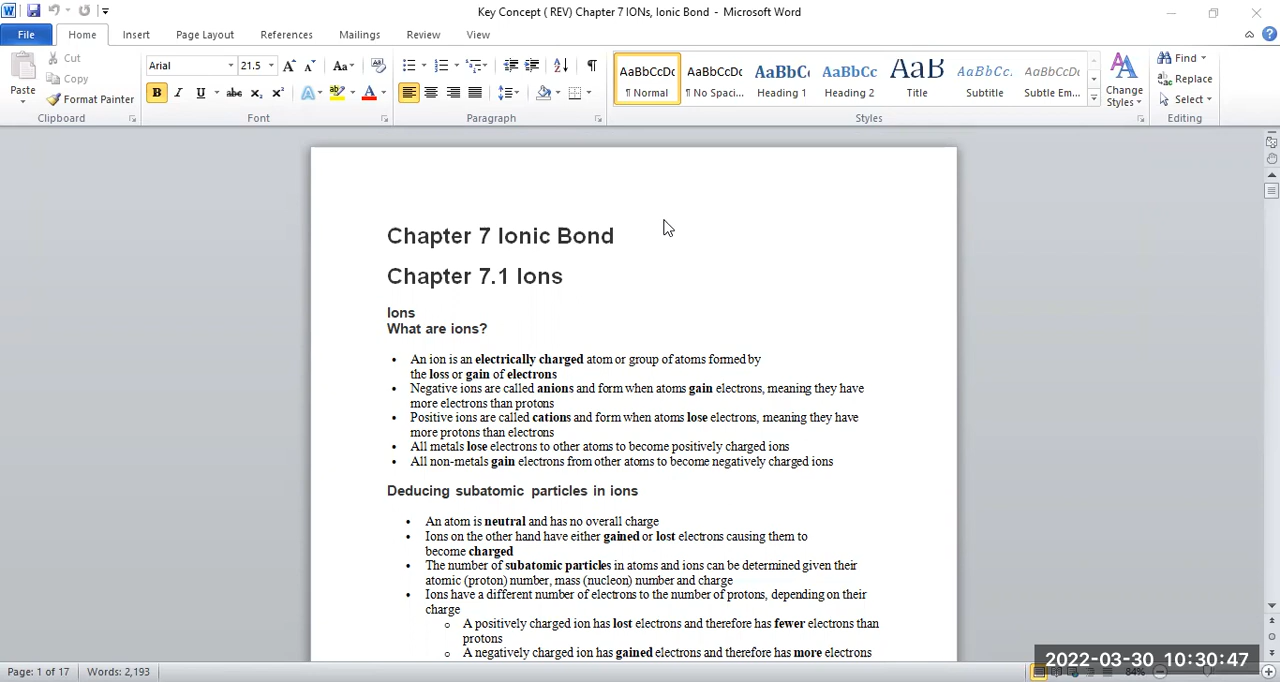 Key Concept ( REV) Chapter 7 IONs, Ionic Bond - Microsoft Word
File Home Insert Page Layout References Mailings Review View
Cut
Copy
Paste
Format Painter
Clipboard
Arial 21.5
Font
Paragraph
AaBbCcDc AaBbCcDc AaBbC AaBbCc AaB AaBbCc. AaBbCcDc
¶ Normal ¶ No Spaci... Heading 1 Heading 2 Title Subtitle Subtle Em...
Styles
Change
Styles
Find
Replace
Select
Editing
Chapter 7 Ionic Bond
Chapter 7.1 Ions
Ions
What are ions?
• An ion is an electrically charged atom or group of atoms formed by
the loss or gain of electrons
• Negative ions are called anions and form when atoms gain electrons, meaning they have
more electrons than protons
• Positive ions are called cations and form when atoms lose electrons, meaning they have
more protons than electrons
• All metals lose electrons to other atoms to become positively charged ions
• All non-metals gain electrons from other atoms to become negatively charged ions
Deducing subatomic particles in ions
• An atom is neutral and has no overall charge
• Ions on the other hand have either gained or lost electrons causing them to
become charged
• The number of subatomic particles in atoms and ions can be determined given their
atomic (proton) number, mass (nucleon) number and charge
• Ions have a different number of electrons to the number of protons, depending on their
charge
o A positively charged ion has lost electrons and therefore has fewer electrons than
protons
o A negatively charged ion has gained electrons and therefore has more electrons
Page: 1 of 17 Words: 2,193
84%
2022-03-30 10:30:47